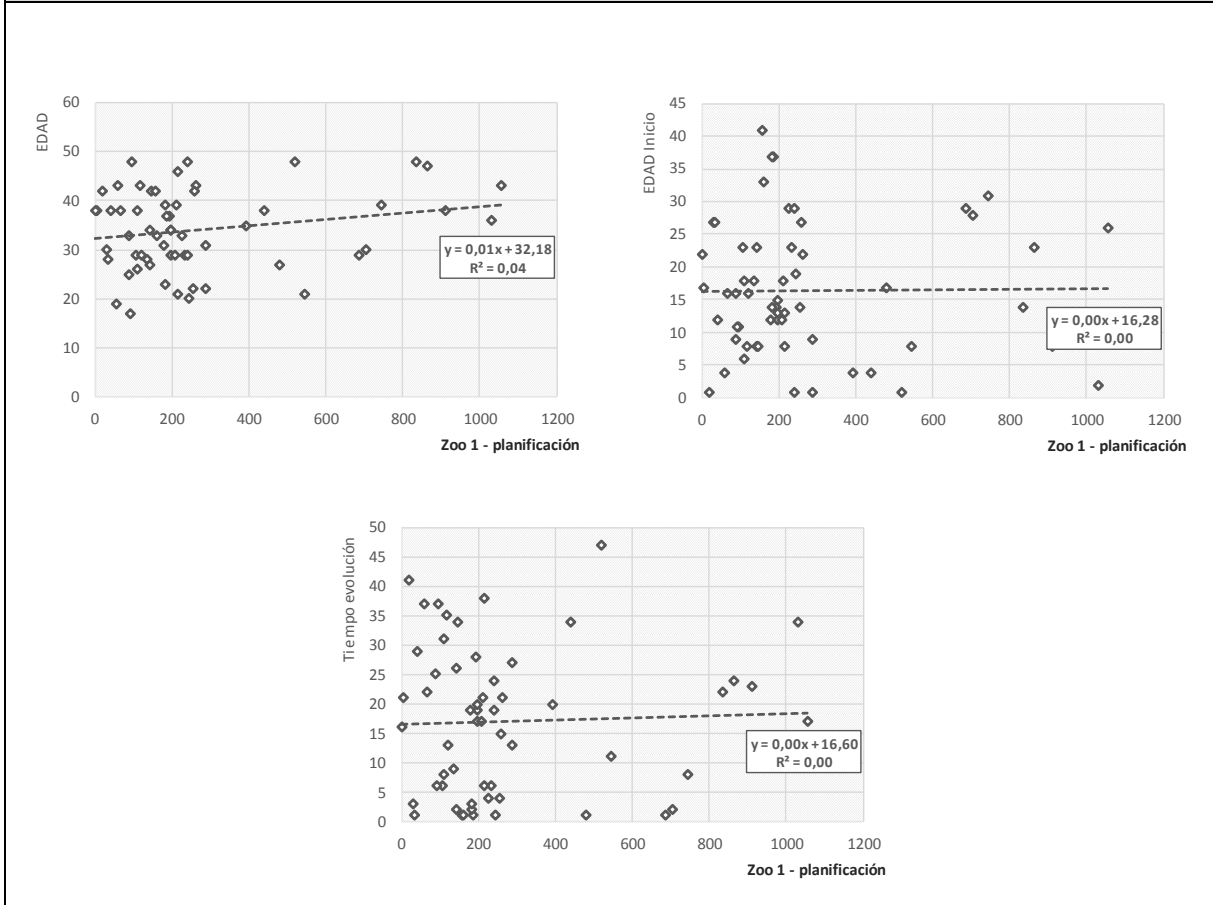 EDAD
60
50
40
30
20
10
0
0 200 400 600 800 1000 1200
y = 0,01x + 32,18
R² = 0,04
Zoo 1 - planificación
EDAD Inicio
45
40
35
30
25
20
15
10
5
0
0 200 400 600 800 1000 1200
y = 0,00x + 16,28
R² = 0,00
Zoo 1 - planificación
Tiempo evolución
50
45
40
35
30
25
20
15
10
5
0
0 200 400 600 800 1000 1200
y = 0,00x + 16,60
R² = 0,00
Zoo 1 - planificación